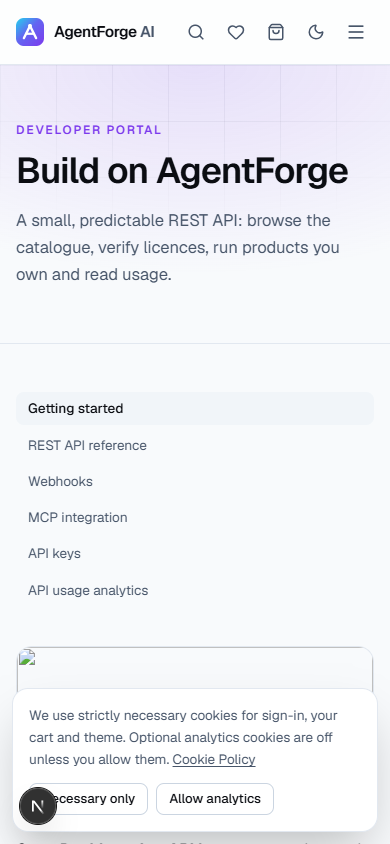 AgentForge AI
DEVELOPER PORTAL
Build on AgentForge
A small, predictable REST API: browse the
catalogue, verify licences, run products you
own and read usage.
Getting started
REST API reference
Webhooks
MCP integration
API keys
API usage analytics
We use strictly necessary cookies for sign-in, your
cart and theme. Optional analytics cookies are off
unless you allow them. Cookie Policy
ecessary only
Allow analytics
N